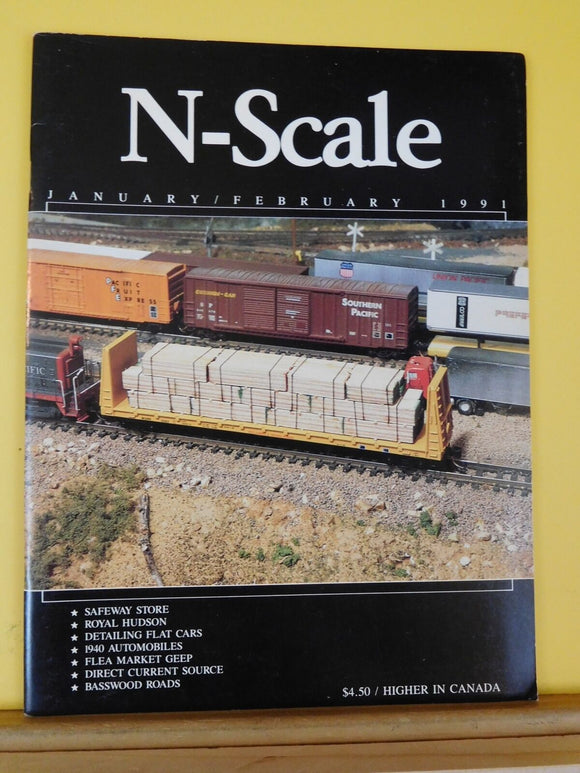 N-Scale
JANUARY/FEBRUARY 1991
PACIFIC
FRUIT
EXPRESS
SOUTHERN
PACIFIC
UNION PACIFIC
★ SAFEWAY STORE
★ ROYAL HUDSON
★ DETAILING FLAT CARS
★ 1940 AUTOMOBILES
★ FLEA MARKET GEEP
★ DIRECT CURRENT SOURCE
★ BASSWOOD ROADS
$4.50 / HIGHER IN CANADA